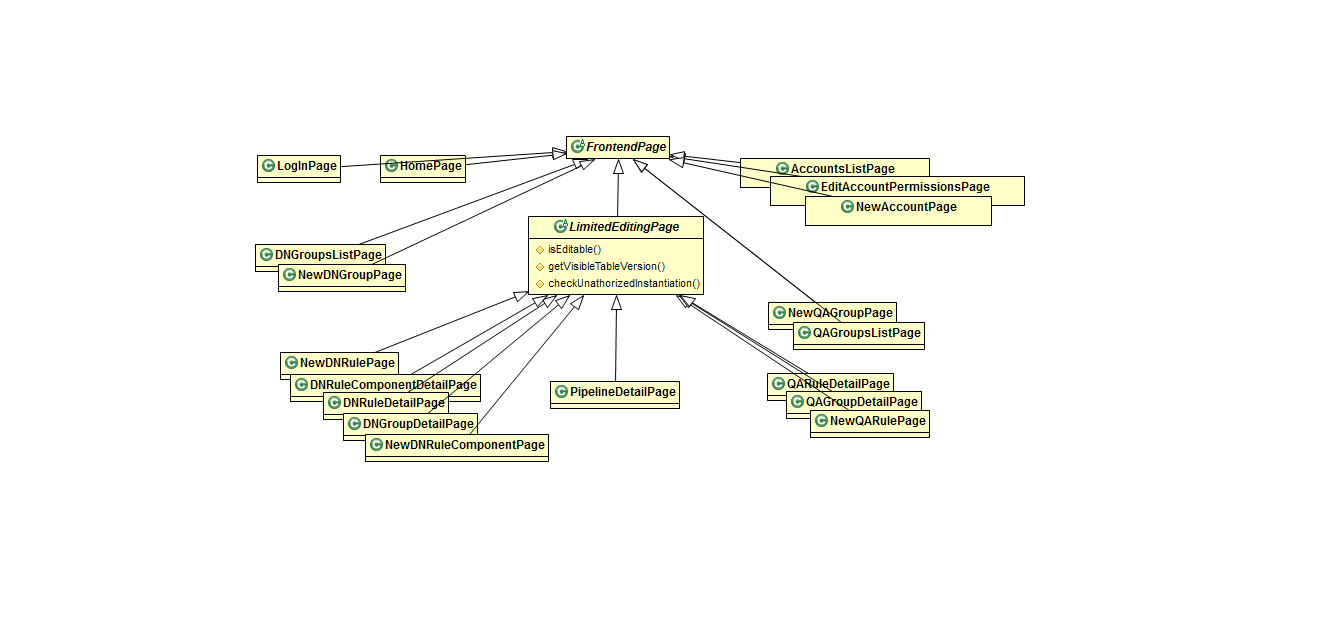 FrontendPage
LogInPage
HomePage
AccountsListPage
EditAccountPermissionsPage
NewAccountPage
LimitedEditingPage
isEditable()
getVisibleTableVersion()
checkUnathorizedInstantiation()
DNGroupsListPage
NewDNGroupPage
NewQAGroupPage
QAGroupsListPage
NewDNRulePage
DNRuleComponentDetailPage
DNRuleDetailPage
DNGroupDetailPage
NewDNRuleComponentPage
PipelineDetailPage
QARuleDetailPage
QAGroupDetailPage
NewQARulePage